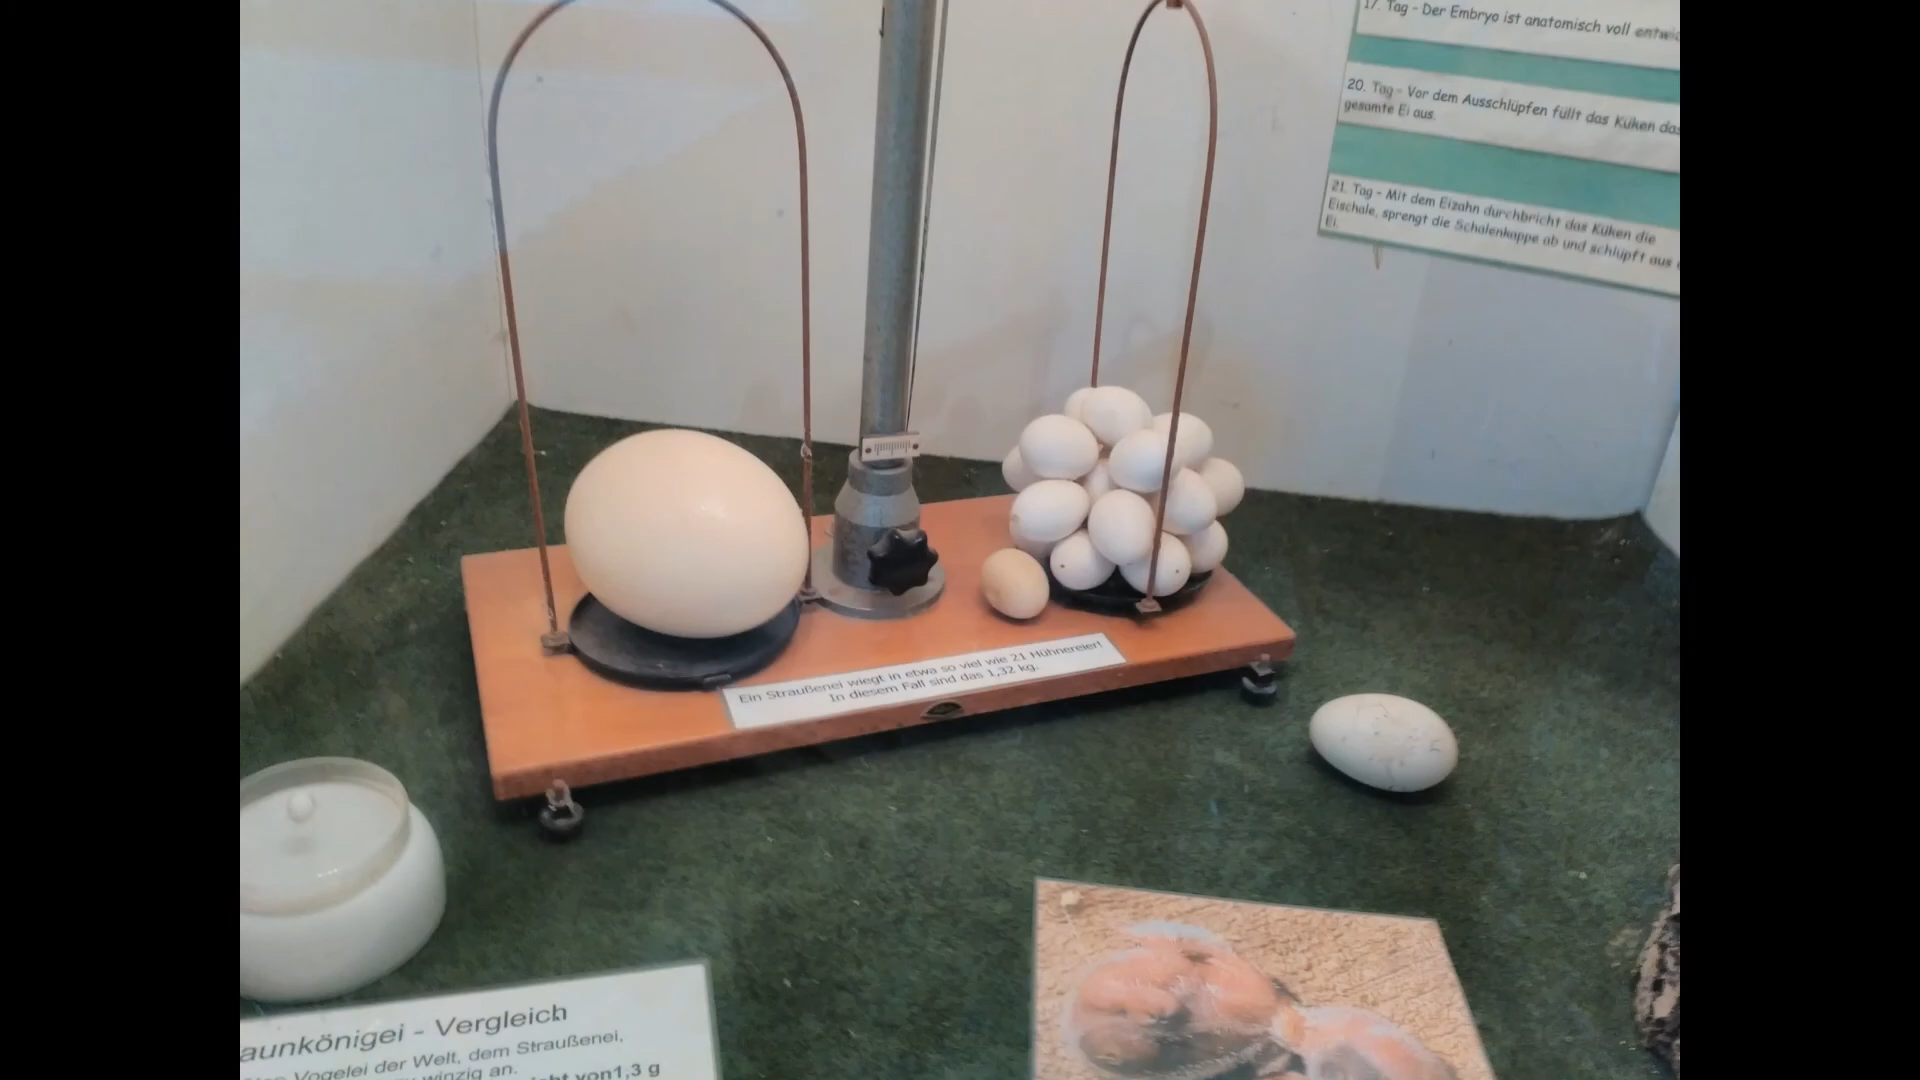 17. Tag - Der Embryo ist anatomisch voll
20. Tag - Vor dem Ausschlüpfen füllt das Küken das
gesamte Ei aus.
21. Tag - Mit dem Eizahn durchbricht das Küken die
Eischale, sprengt die Schalenkappe ab und schlüpft aus
Ei.
Ein Straußenei wiegt in etwa so viel wie 21 Hühnereier!
In diesem Fall sind das 1,32 kg.
aunkönigei - Vergleich
Vogelei der Welt, dem Straußenei,
winzig an.
von1,3 g